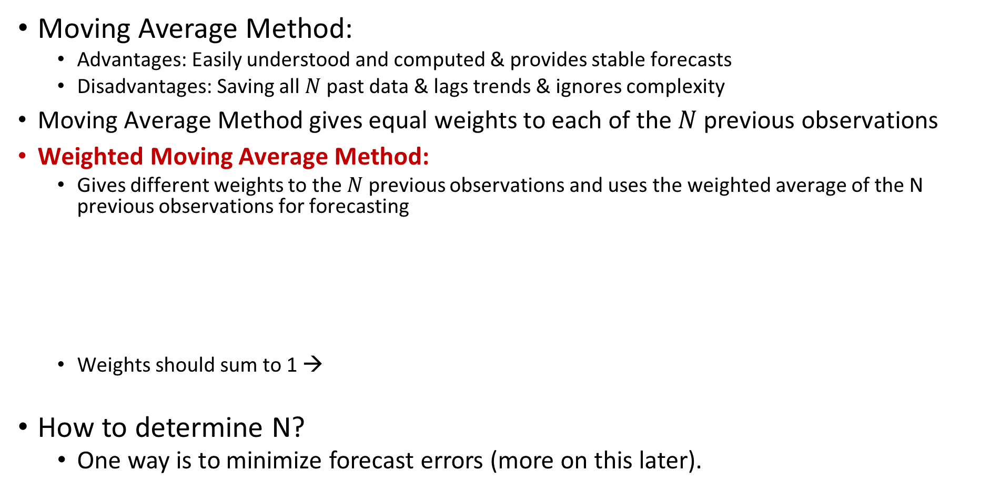 • Moving Average Method:
• Advantages: Easily understood and computed & provides stable forecasts
• Disadvantages: Saving all N past data & lags trends & ignores complexity
• Moving Average Method gives equal weights to each of the N previous observations
• Weighted Moving Average Method:
• Gives different weights to the N previous observations and uses the weighted average of the N
previous observations for forecasting
• Weights should sum to 1 →
• How to determine N?
• One way is to minimize forecast errors (more on this later).